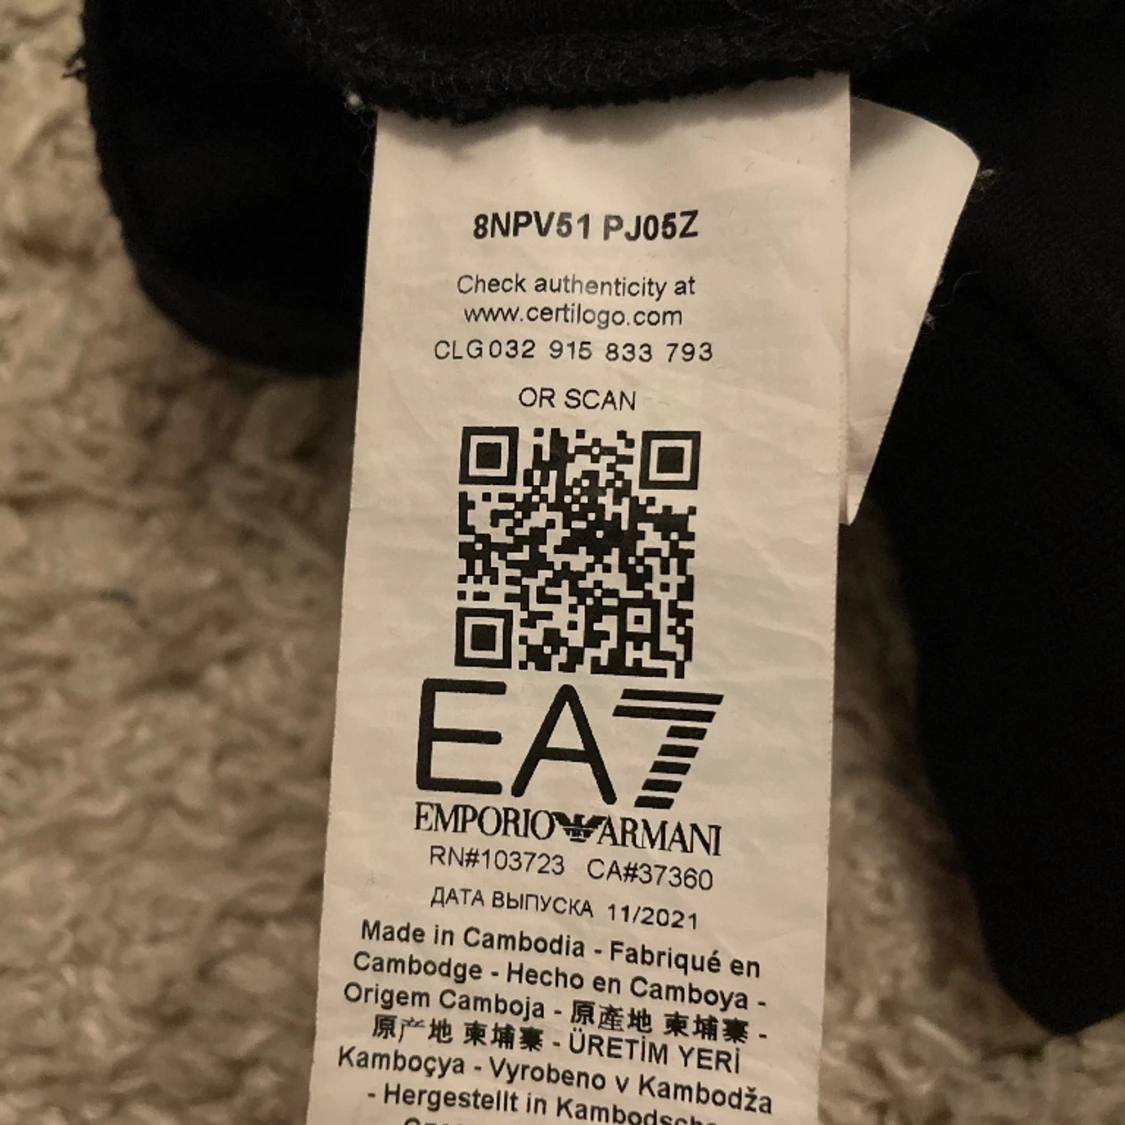 8NPV51 PJ05Z
Check authenticity at
www.certilogo.com
CLG032 915 833 793
OR SCAN
EA7
EMPORIO ARMANI
RN#103723 CA#37360
ДАТА ВЫПУСКА 11/2021
Made in Cambodia - Fabriqué en
Cambodge - Hecho en Camboya -
Origem Camboja - 原產地 柬埔寨 -
原产地 柬埔寨 - ÜRETİM YERİ
Kamboçya - Vyrobeno v Kambodža
- Hergestellt in